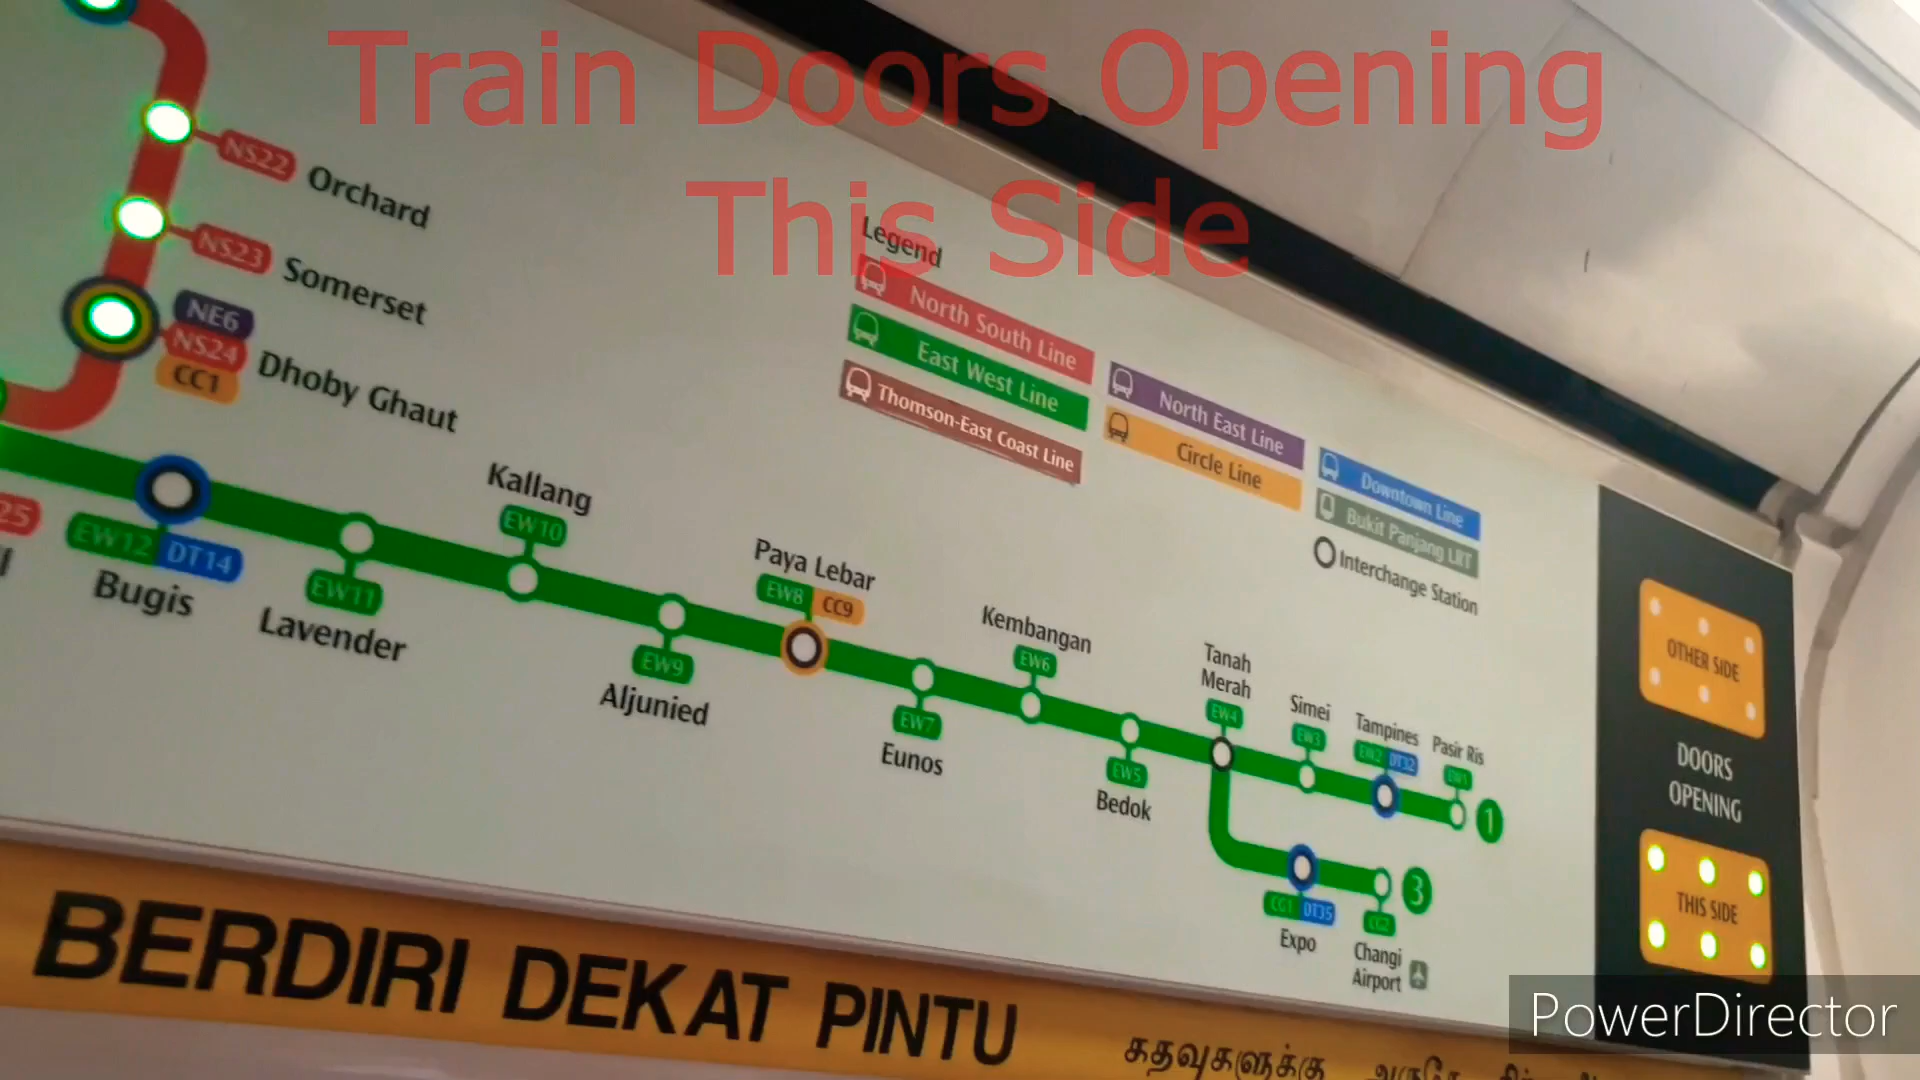 Train Doors Opening
This Side
NS22 Orchard
NS23 Somerset
NE6
NS24 Dhoby Ghaut
CC1
Legend
North South Line
East West Line
Thomson-East Coast Line
North East Line
Circle Line
Downtown Line
Bukit Panjang LRT
Interchange Station
25
EW12 DT14
Bugis
EW11
Lavender
Kallang
EW10
EW9
Aljunied
Paya Lebar
EW8 CC9
EW7
Eunos
Kembangan
EW6
EW5
Bedok
Tanah
Merah
EW4
Simei
EW3
Tampines
EW2 DT32
Pasir Ris
EW1
1
CG1 DT35
Expo
CG2
Changi
Airport
3
OTHER SIDE
DOORS
OPENING
THIS SIDE
BERDIRI DEKAT PINTU
கதவுகளுக்கு
PowerDirector